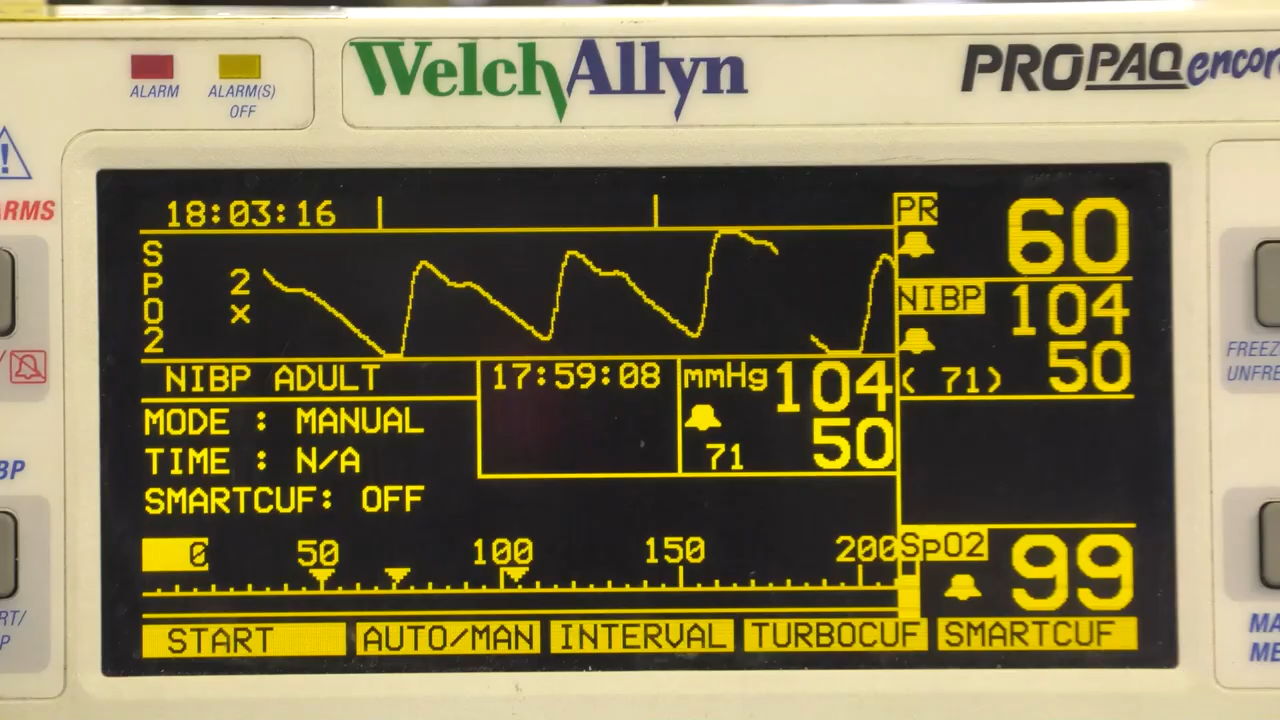 ALARM
ALARM(S)
OFF
WelchAllyn
PROPAQ encor
ARMS
18:03:16
SPO2
2
x
PR
60
NIBP
104
50
( 71)
NIBP ADULT
17:59:08
mmHg
104
50
71
MODE : MANUAL
TIME : N/A
SMARTCUF: OFF
0 50 100 150 200
SpO2
99
START
AUTO/MAN
INTERVAL
TURBOCUF
SMARTCUF
BP
RT/
P
FREEZ
UNFRE
MA
ME